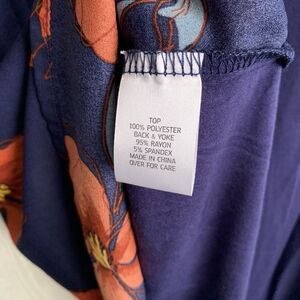 TOP
100% POLYESTER
BACK & YOKE
95% RAYON
5% SPANDEX
MADE IN CHINA
OVER FOR CARE